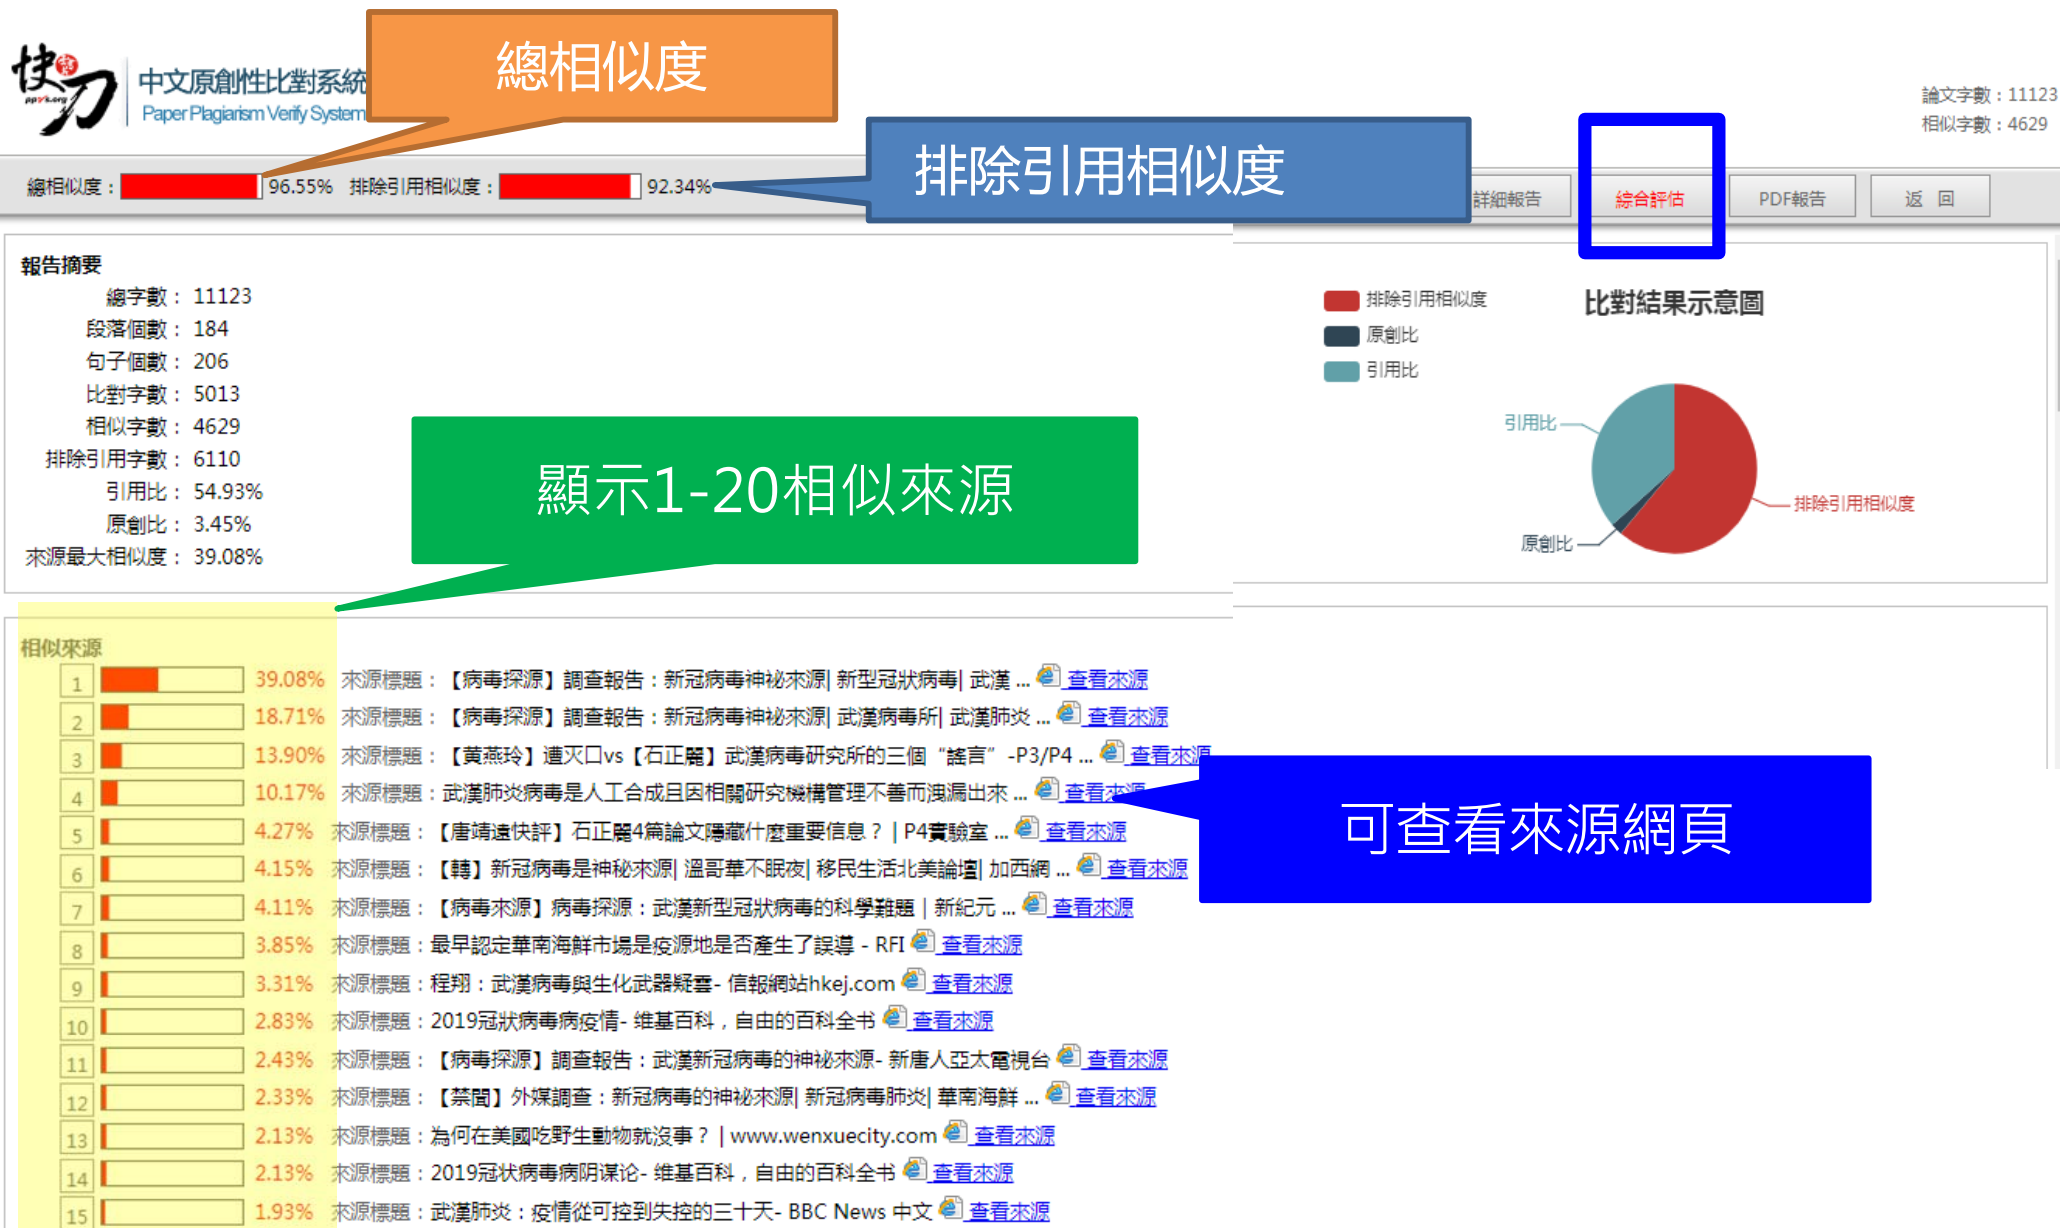 總相似度
快刀
ppvs.org
中文原創性比對系統
Paper Plagiarism Verify System
論文字數：11123
相似字數：4629
排除引用相似度
總相似度： 96.55% 排除引用相似度： 92.34%
詳細報告 綜合評估 PDF報告 返 回
報告摘要
總字數： 11123
段落個數： 184
句子個數： 206
比對字數： 5013
相似字數： 4629
排除引用字數： 6110
引用比： 54.93%
原創比： 3.45%
來源最大相似度： 39.08%
排除引用相似度
原創比
引用比
比對結果示意圖
引用比
排除引用相似度
原創比
顯示1-20相似來源
相似來源
1 39.08% 來源標題：【病毒探源】調查報告：新冠病毒神祕來源| 新型冠狀病毒| 武漢 ... 查看來源
2 18.71% 來源標題：【病毒探源】調查報告：新冠病毒神祕來源| 武漢病毒所| 武漢肺炎 ... 查看來源
3 13.90% 來源標題：【黄燕玲】遭灭口vs【石正麗】武漢病毒研究所的三個“謠言”-P3/P4 ... 查看來源
4 10.17% 來源標題：武漢肺炎病毒是人工合成且因相關研究機構管理不善而洩漏出來 ... 查看來源
5 4.27% 來源標題：【唐靖遠快評】石正麗4篇論文隱藏什麼重要信息？ | P4實驗室 ... 查看來源
6 4.15% 來源標題：【轉】新冠病毒是神秘來源| 溫哥華不眠夜| 移民生活北美論壇| 加西網 ... 查看來源
7 4.11% 來源標題：【病毒來源】病毒探源：武漢新型冠狀病毒的科學難題 | 新紀元 ... 查看來源
8 3.85% 來源標題：最早認定華南海鮮市場是疫源地是否產生了誤導 - RFI 查看來源
9 3.31% 來源標題：程翔：武漢病毒與生化武器疑雲- 信報網站hkej.com 查看來源
10 2.83% 來源標題：2019冠狀病毒病疫情- 维基百科，自由的百科全书 查看來源
11 2.43% 來源標題：【病毒探源】調查報告：武漢新冠病毒的神祕來源- 新唐人亞太電視台 查看來源
12 2.33% 來源標題：【禁聞】外媒調查：新冠病毒的神祕來源| 新冠病毒肺炎| 華南海鮮 ... 查看來源
13 2.13% 來源標題：為何在美國吃野生動物就沒事？ | www.wenxuecity.com 查看來源
14 2.13% 來源標題：2019冠状病毒病阴谋论- 维基百科，自由的百科全书 查看來源
15 1.93% 來源標題：武漢肺炎：疫情從可控到失控的三十天- BBC News 中文 查看來源
可查看來源網頁